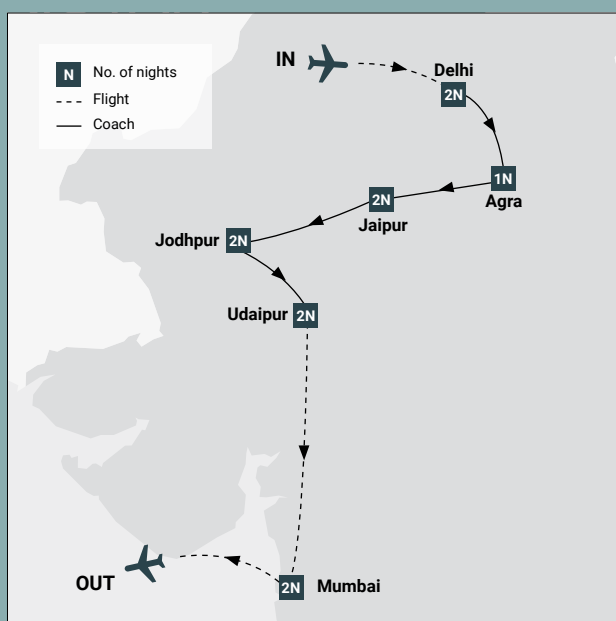 N No. of nights
Flight
Coach
IN
Delhi
2N
1N
Agra
2N
Jaipur
Jodhpur 2N
Udaipur 2N
OUT
2N Mumbai